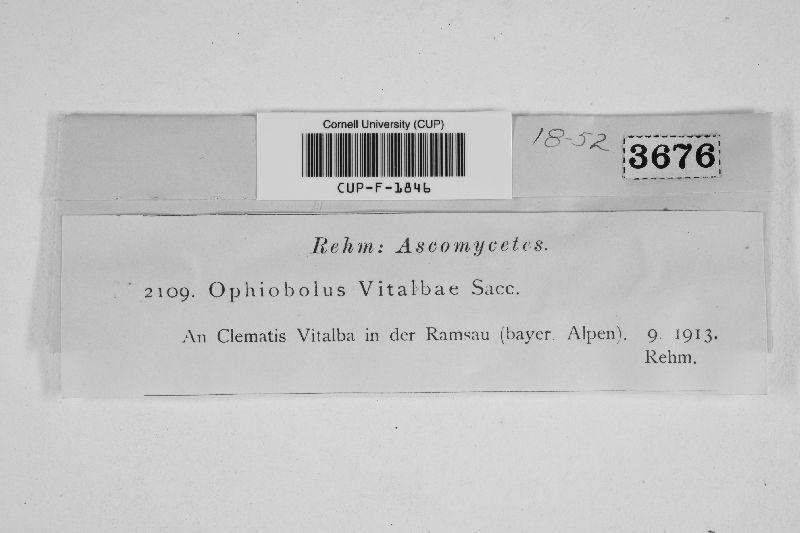 Cornell University (CUP)
CUP-F-1846
18-52
3676
Rehm: Ascomycetes.
2109. Ophiobolus Vitalbae Sacc.
An Clematis Vitalba in der Ramsau (bayer. Alpen). 9. 1913.
Rehm.